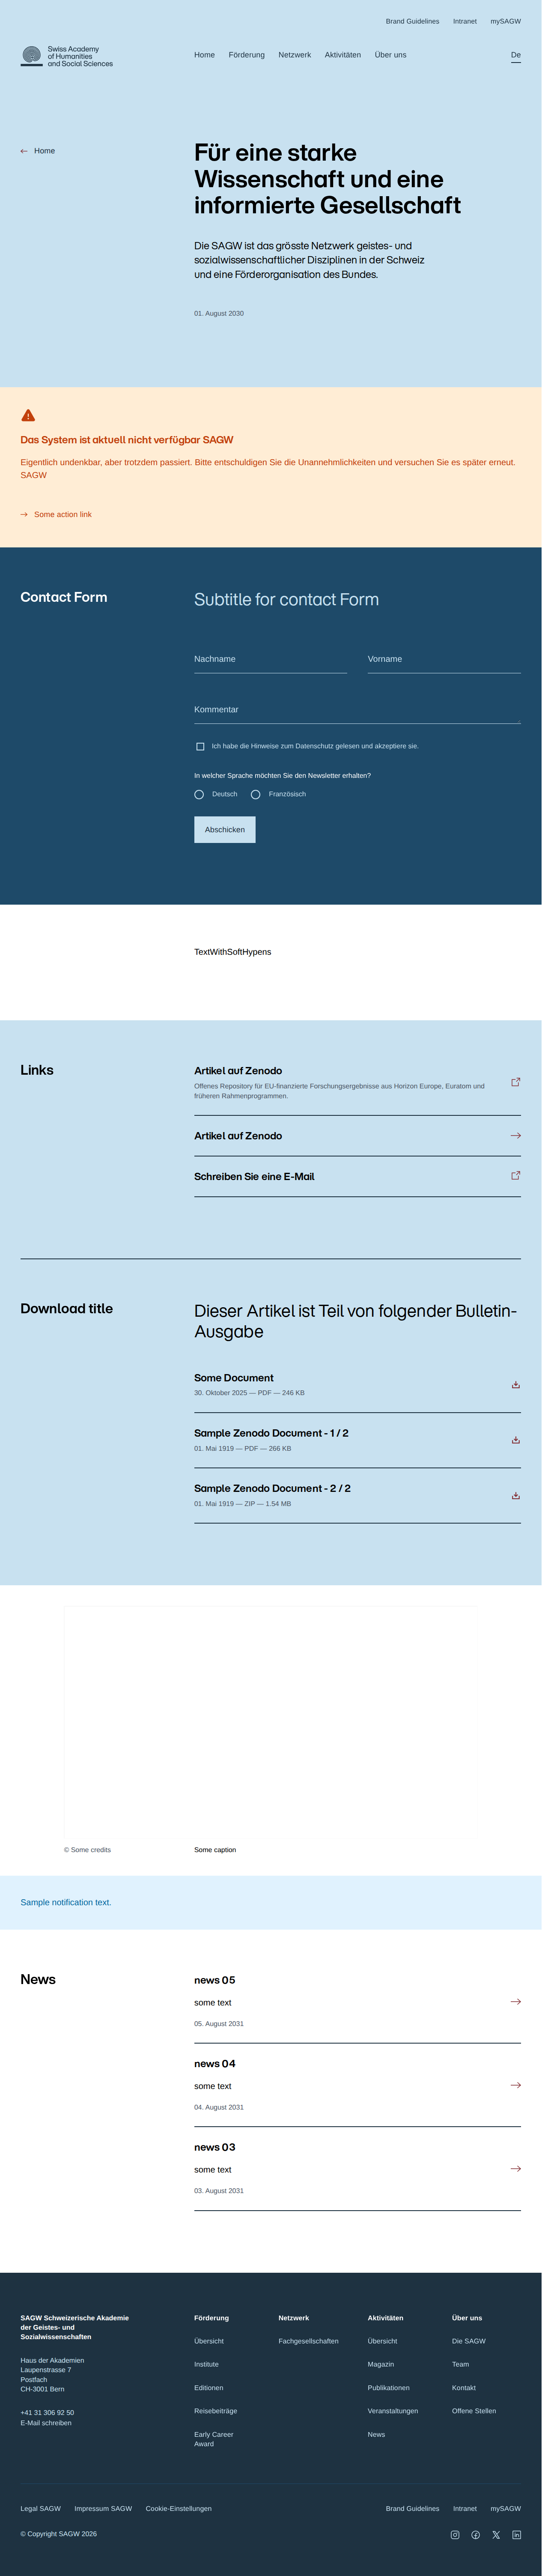 Brand Guidelines Intranet mySAGW
Swiss Academy
of Humanities
and Social Sciences
Home Förderung Netzwerk Aktivitäten Über uns De
← Home
Für eine starke
Wissenschaft und eine
informierte Gesellschaft
Die SAGW ist das grösste Netzwerk geistes- und
sozialwissenschaftlicher Disziplinen in der Schweiz
und eine Förderorganisation des Bundes.
01. August 2030
Das System ist aktuell nicht verfügbar SAGW
Eigentlich undenkbar, aber trotzdem passiert. Bitte entschuldigen Sie die Unannehmlichkeiten und versuchen Sie es später erneut.
SAGW
→ Some action link
Contact Form
Subtitle for contact Form
Nachname Vorname
Kommentar
Ich habe die Hinweise zum Datenschutz gelesen und akzeptiere sie.
In welcher Sprache möchten Sie den Newsletter erhalten?
Deutsch Französisch
Abschicken
TextWithSoftHypens
Links
Artikel auf Zenodo
Offenes Repository für EU-finanzierte Forschungsergebnisse aus Horizon Europe, Euratom und
früheren Rahmenprogrammen.
Artikel auf Zenodo
Schreiben Sie eine E-Mail
Download title
Dieser Artikel ist Teil von folgender Bulletin-
Ausgabe
Some Document
30. Oktober 2025 — PDF — 246 KB
Sample Zenodo Document - 1 / 2
01. Mai 1919 — PDF — 266 KB
Sample Zenodo Document - 2 / 2
01. Mai 1919 — ZIP — 1.54 MB
© Some credits Some caption
Sample notification text.
News
news 05
some text
05. August 2031
news 04
some text
04. August 2031
news 03
some text
03. August 2031
SAGW Schweizerische Akademie
der Geistes- und
Sozialwissenschaften
Haus der Akademien
Laupenstrasse 7
Postfach
CH-3001 Bern
+41 31 306 92 50
E-Mail schreiben
Förderung
Übersicht
Institute
Editionen
Reisebeiträge
Early Career
Award
Netzwerk
Fachgesellschaften
Aktivitäten
Übersicht
Magazin
Publikationen
Veranstaltungen
News
Über uns
Die SAGW
Team
Kontakt
Offene Stellen
Legal SAGW Impressum SAGW Cookie-Einstellungen Brand Guidelines Intranet mySAGW
© Copyright SAGW 2026